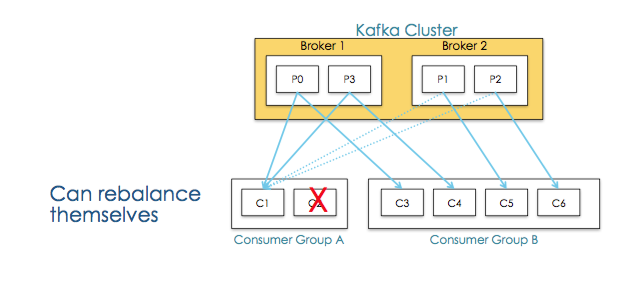 Kafka Cluster
Broker 1
Broker 2
P0
P3
P1
P2
Can rebalance
themselves
C1
C2
C3
C4
C5
C6
Consumer Group A
Consumer Group B